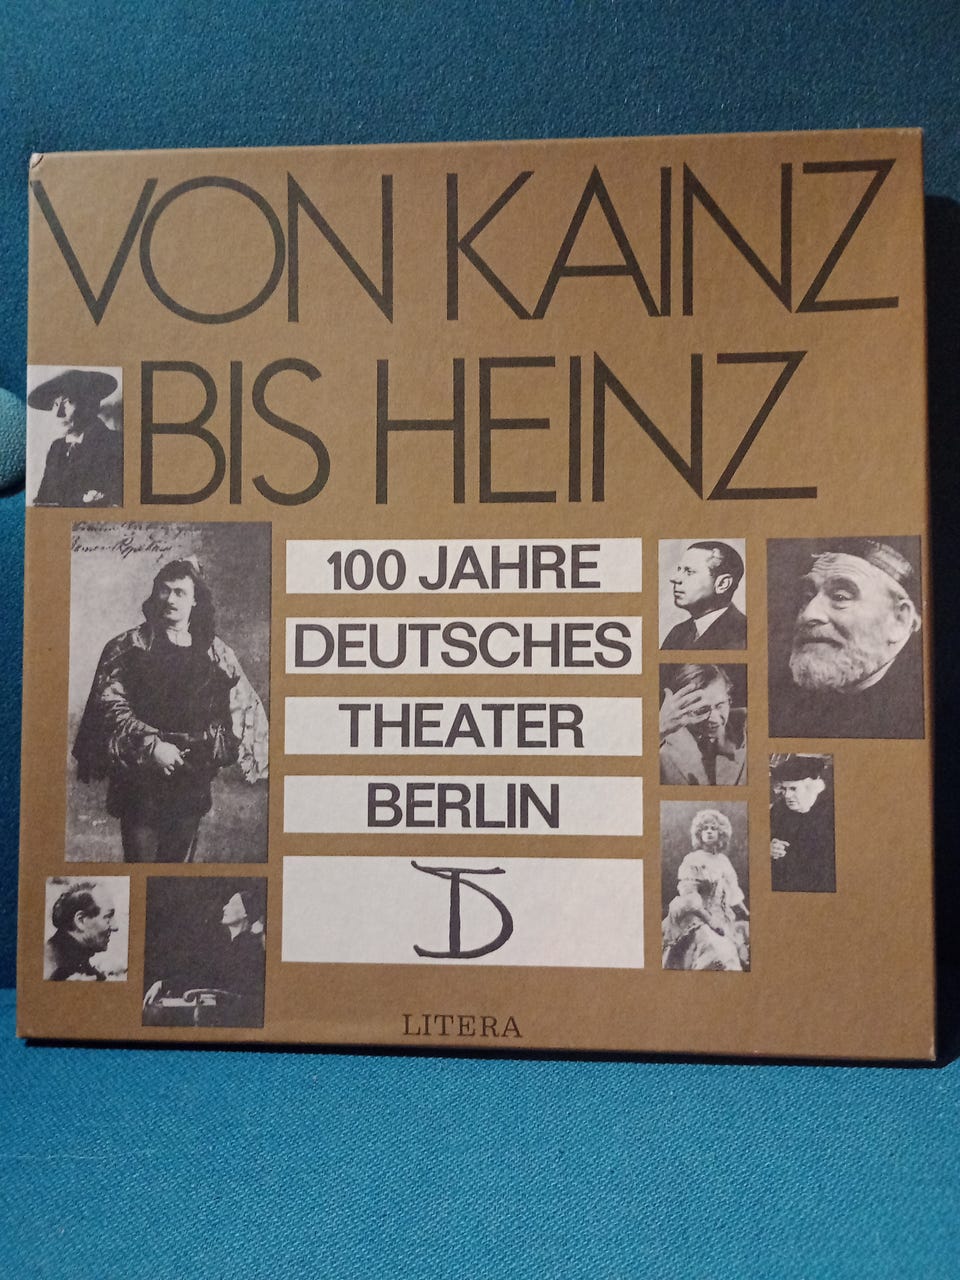 VON KAINZ
BIS HEINZ
100 JAHRE
DEUTSCHES
THEATER
BERLIN
DT
LITERA